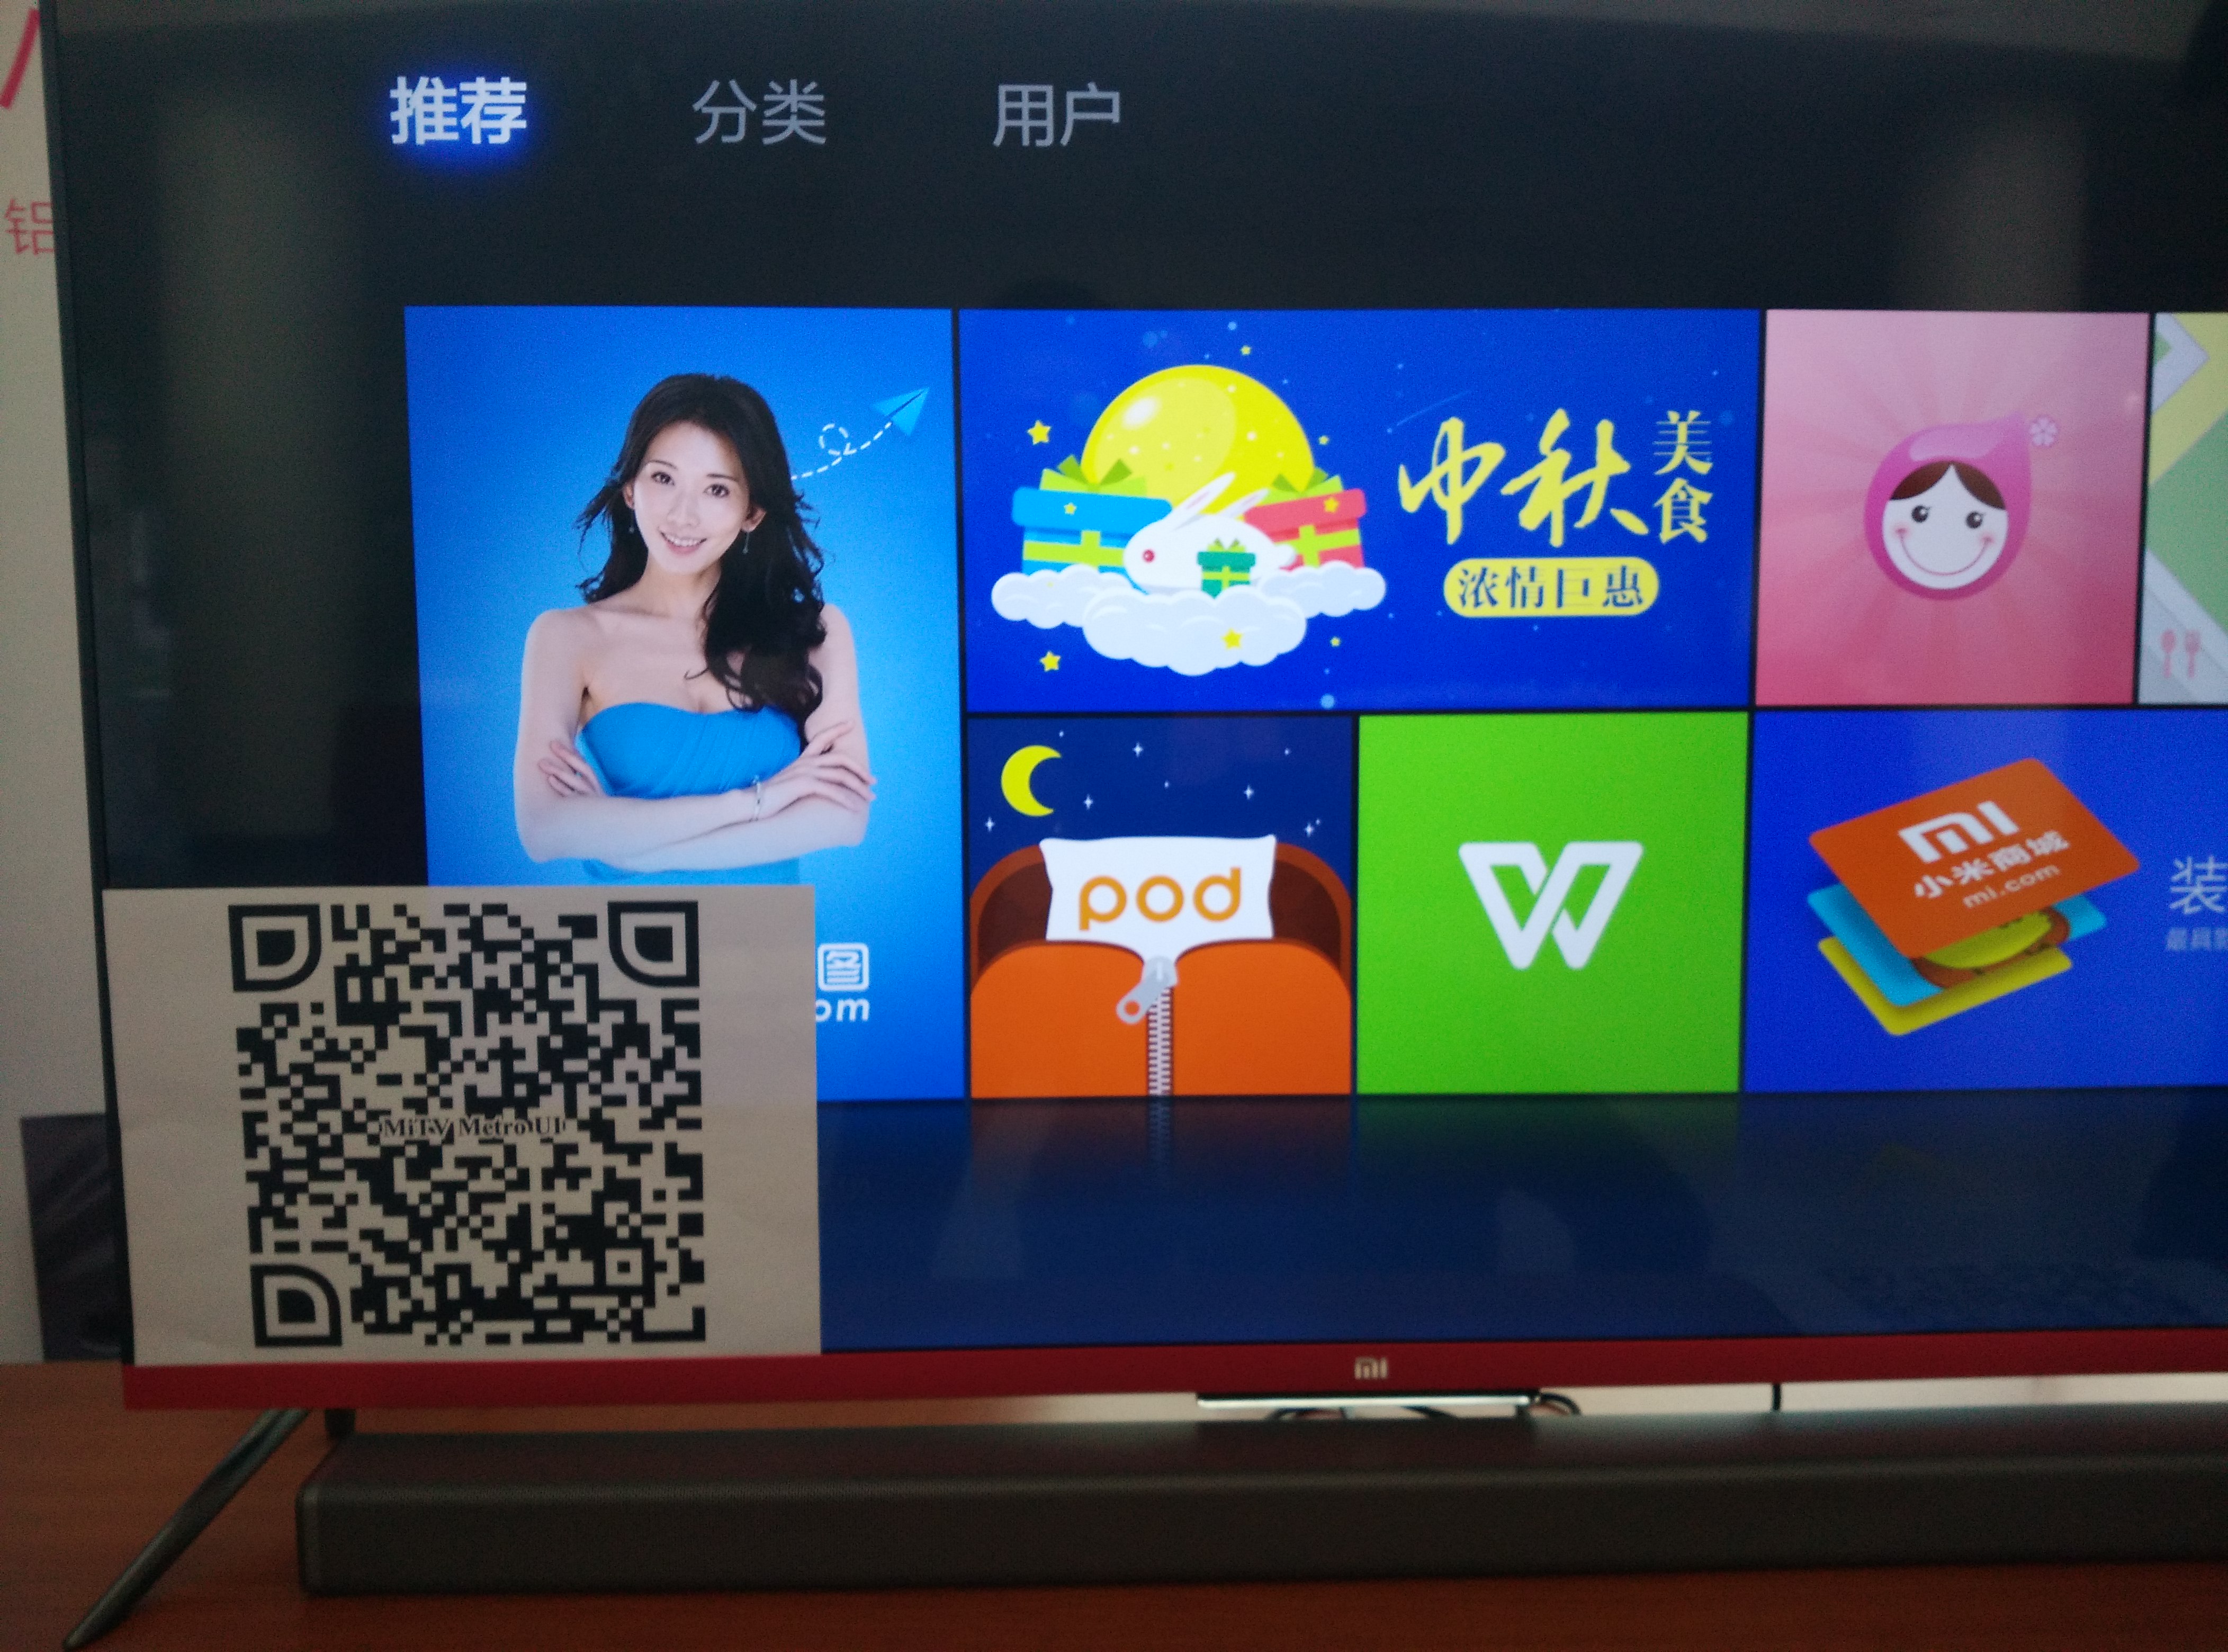 铝
推荐 分类 用户
中秋
美食
浓情巨惠
pod
mi
小米商城
mi.com
装
图
om
MiTV Metro UI
mi